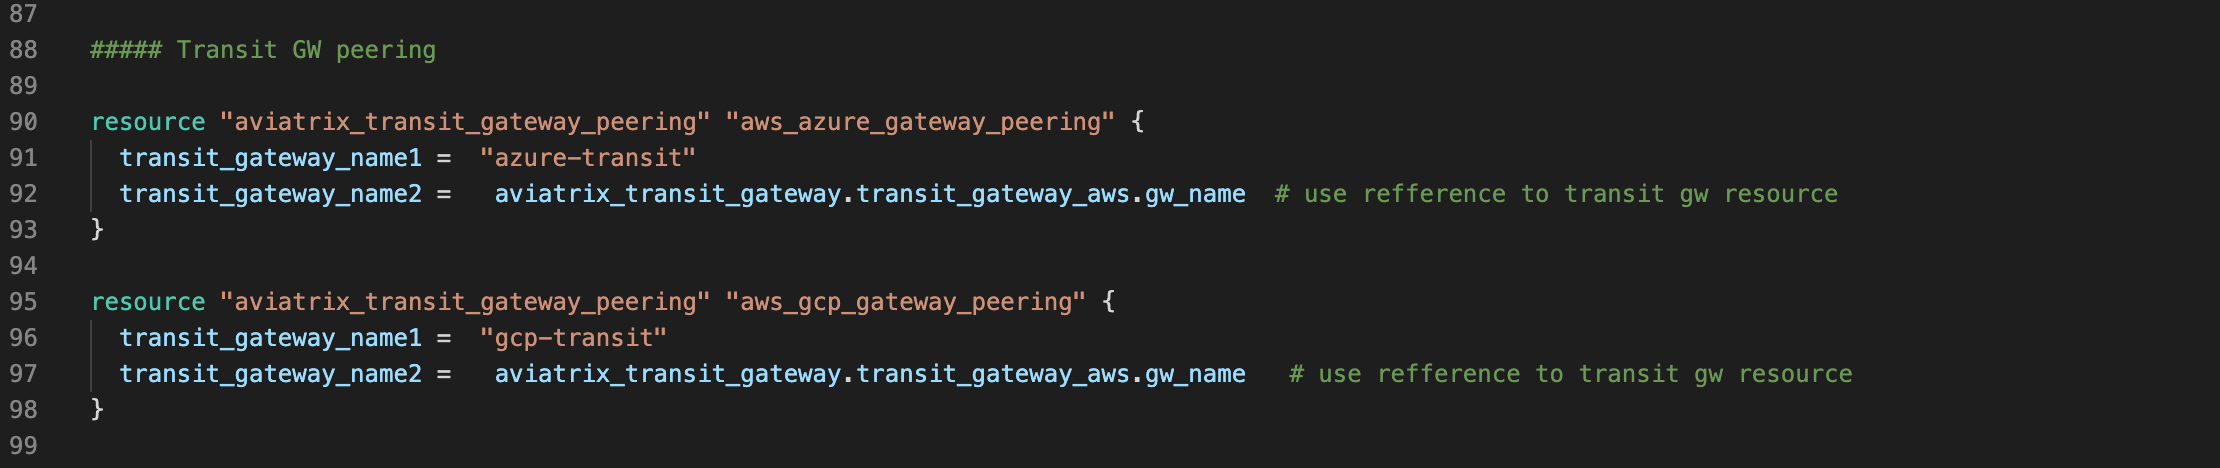 87
88 ##### Transit GW peering
89
90 resource "aviatrix_transit_gateway_peering" "aws_azure_gateway_peering" {
91 transit_gateway_name1 = "azure-transit"
92 transit_gateway_name2 = aviatrix_transit_gateway.transit_gateway_aws.gw_name # use refference to transit gw resource
93 }
94
95 resource "aviatrix_transit_gateway_peering" "aws_gcp_gateway_peering" {
96 transit_gateway_name1 = "gcp-transit"
97 transit_gateway_name2 = aviatrix_transit_gateway.transit_gateway_aws.gw_name # use refference to transit gw resource
98 }
99